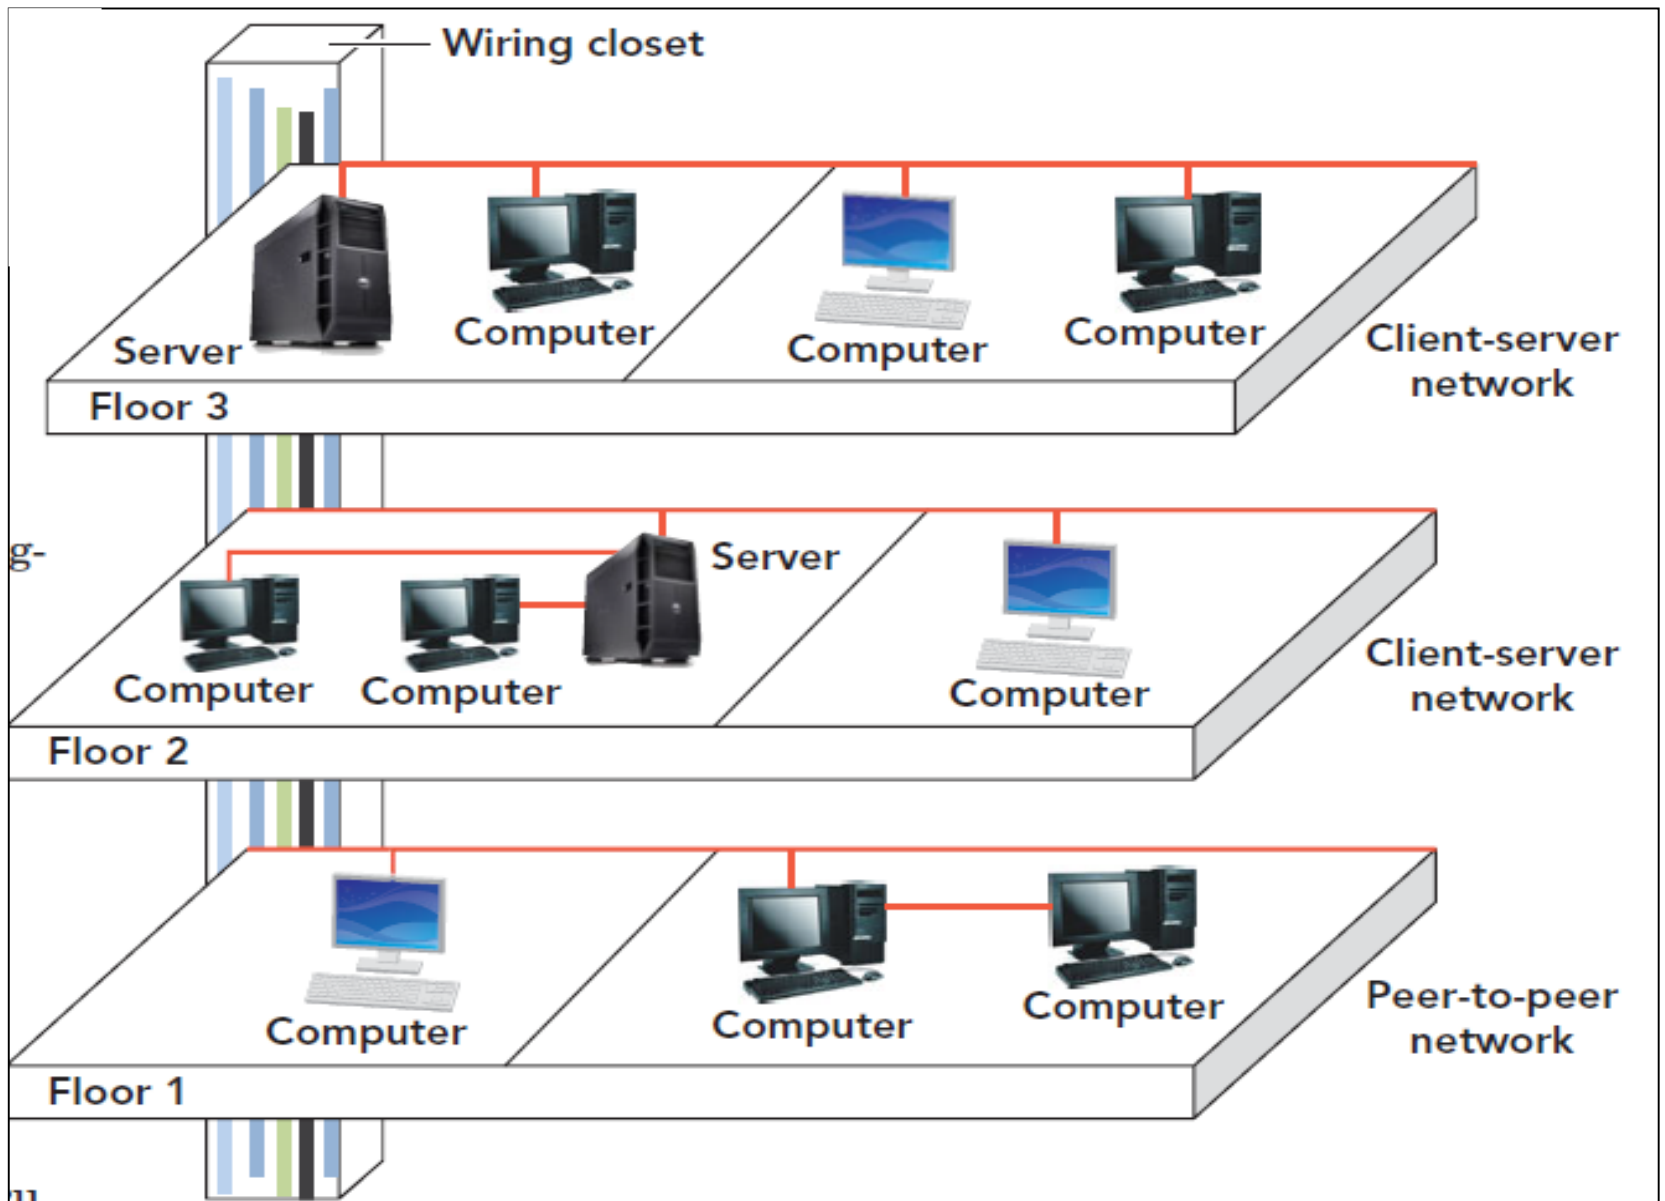 Wiring closet
Server
Computer
Computer
Computer
Client-server
network
Floor 3
g-
Server
Computer
Computer
Computer
Client-server
network
Floor 2
Computer
Computer
Computer
Peer-to-peer
network
Floor 1